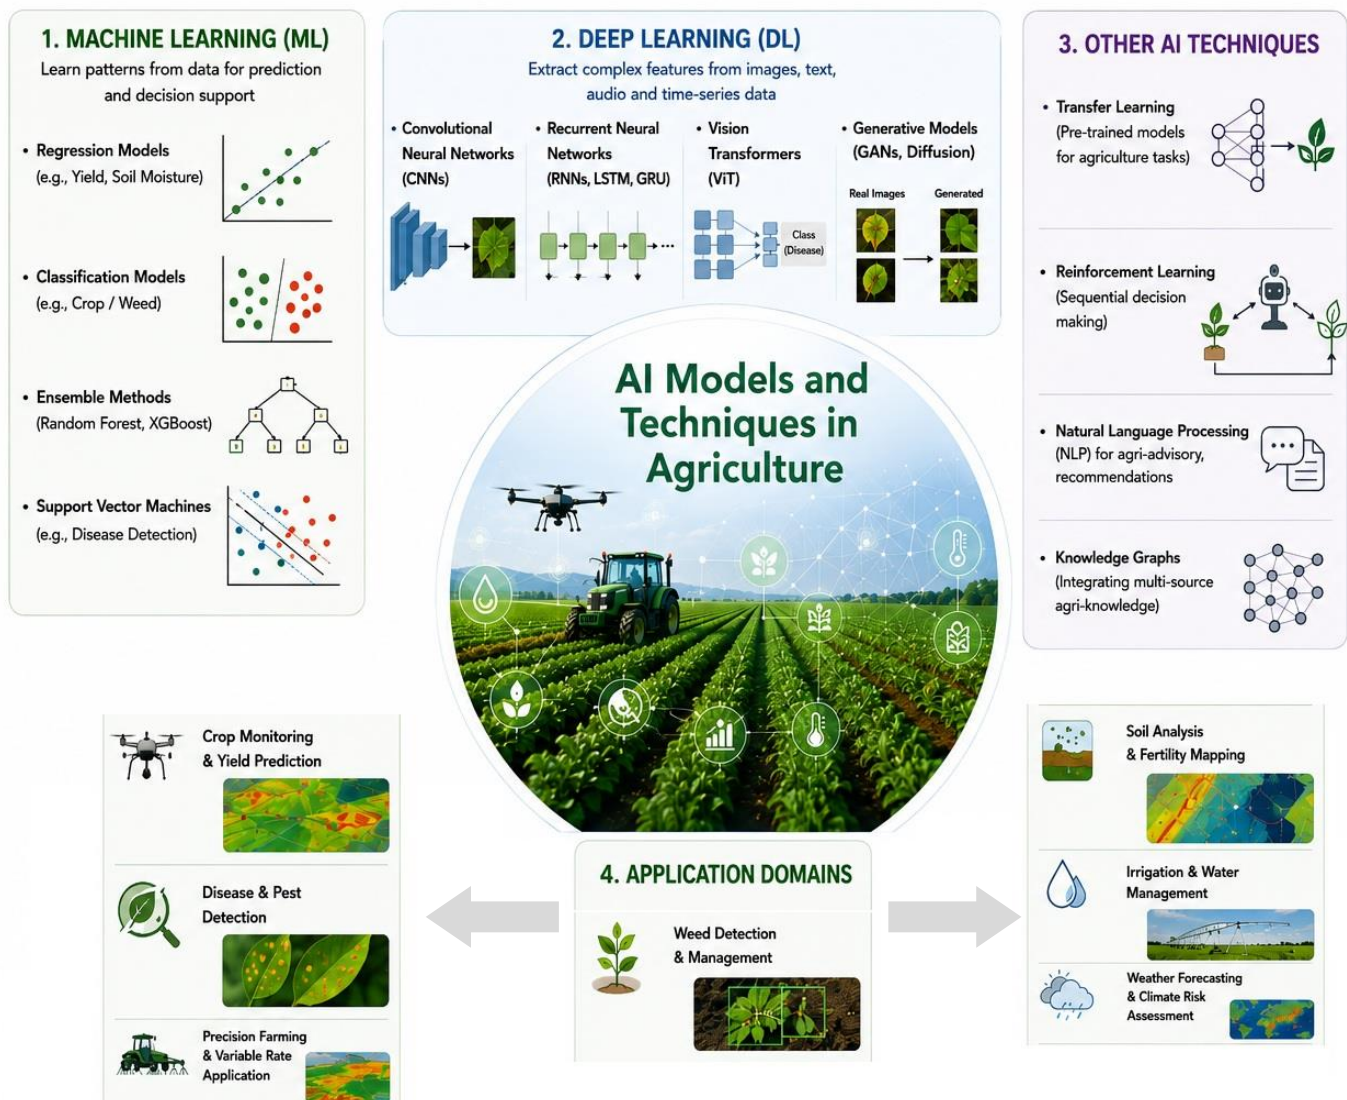 1. MACHINE LEARNING (ML)
Learn patterns from data for prediction
and decision support
• Regression Models
(e.g., Yield, Soil Moisture)
• Classification Models
(e.g., Crop / Weed)
• Ensemble Methods
(Random Forest, XGBoost)
• Support Vector Machines
(e.g., Disease Detection)
2. DEEP LEARNING (DL)
Extract complex features from images, text,
audio and time-series data
• Convolutional
Neural Networks
(CNNs)
• Recurrent Neural
Networks
(RNNs, LSTM, GRU)
• Vision
Transformers
(ViT)
Class
(Disease)
• Generative Models
(GANs, Diffusion)
Real Images
Generated
3. OTHER AI TECHNIQUES
• Transfer Learning
(Pre-trained models
for agriculture tasks)
• Reinforcement Learning
(Sequential decision
making)
• Natural Language Processing
(NLP) for agri-advisory,
recommendations
• Knowledge Graphs
(Integrating multi-source
agri-knowledge)
AI Models and
Techniques in
Agriculture
Crop Monitoring
& Yield Prediction
Disease & Pest
Detection
Precision Farming
& Variable Rate
Application
4. APPLICATION DOMAINS
Weed Detection
& Management
Soil Analysis
& Fertility Mapping
Irrigation & Water
Management
Weather Forecasting
& Climate Risk
Assessment